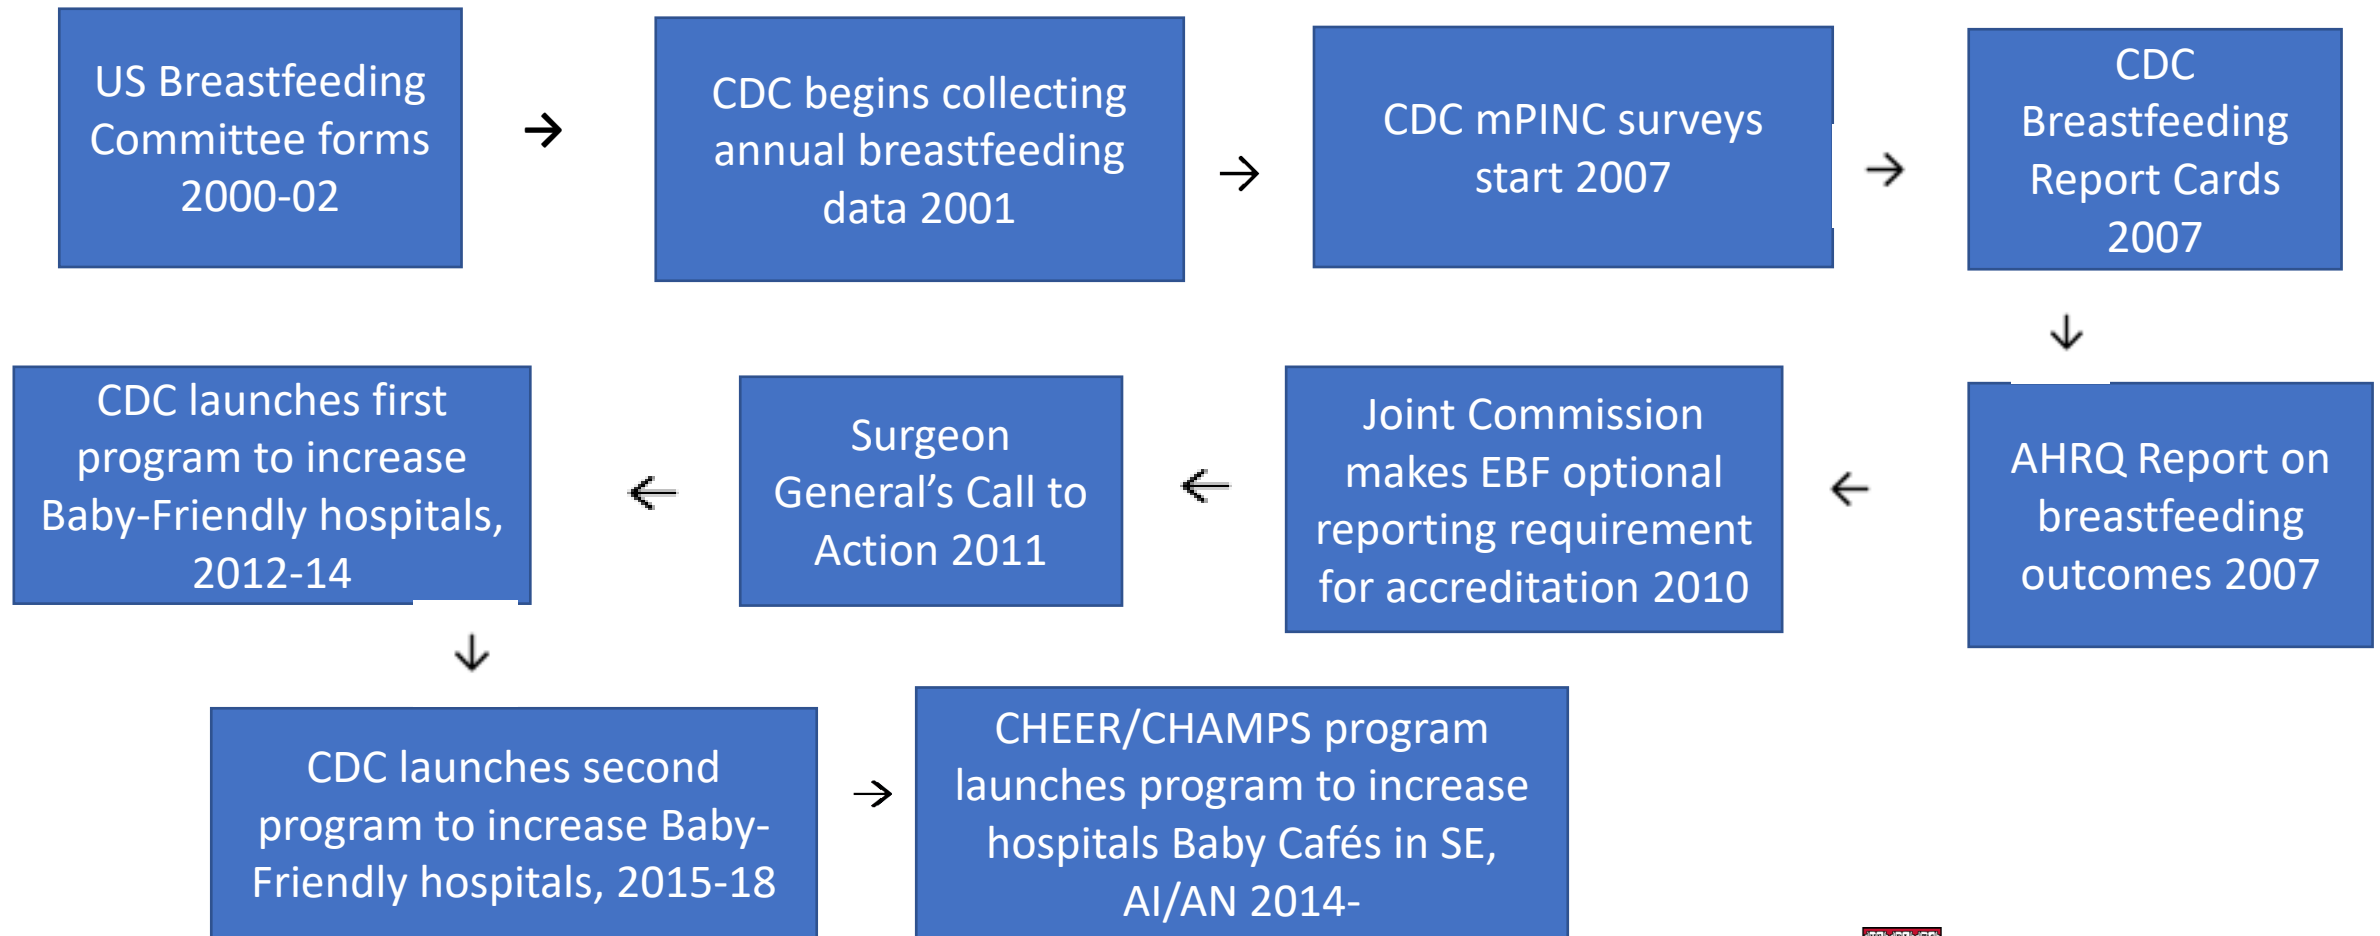 US Breastfeeding
Committee forms
2000-02
→
CDC begins collecting
annual breastfeeding
data 2001
→
CDC mPINC surveys
start 2007
→
CDC
Breastfeeding
Report Cards
2007
↓
AHRQ Report on
breastfeeding
outcomes 2007
←
Joint Commission
makes EBF optional
reporting requirement
for accreditation 2010
←
Surgeon
General’s Call to
Action 2011
←
CDC launches first
program to increase
Baby-Friendly hospitals,
2012-14
↓
CDC launches second
program to increase Baby-
Friendly hospitals, 2015-18
→
CHEER/CHAMPS program
launches program to increase
hospitals Baby Cafés in SE,
AI/AN 2014-